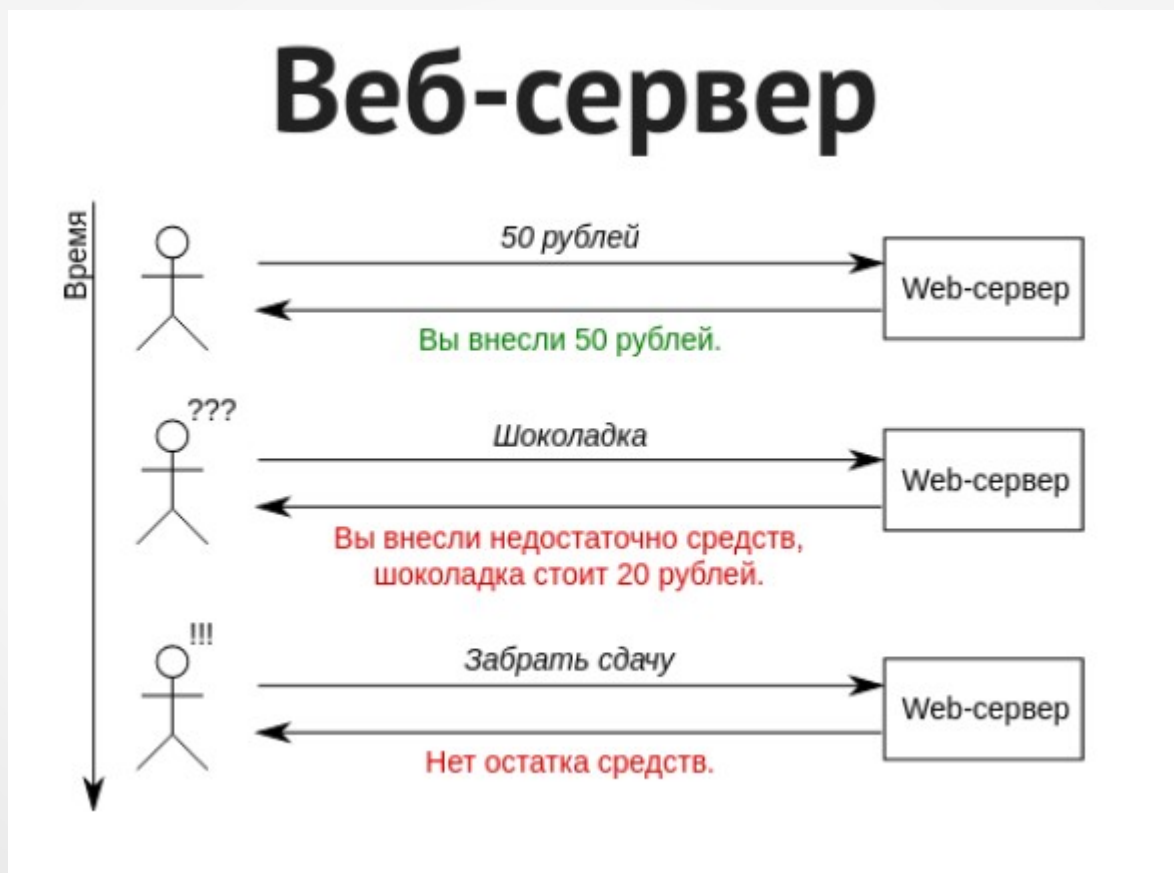 Веб-сервер
Время
50 рублей
Web-сервер
Вы внесли 50 рублей.
???
Шоколадка
Web-сервер
Вы внесли недостаточно средств,
шоколадка стоит 20 рублей.
!!!
Забрать сдачу
Web-сервер
Нет остатка средств.